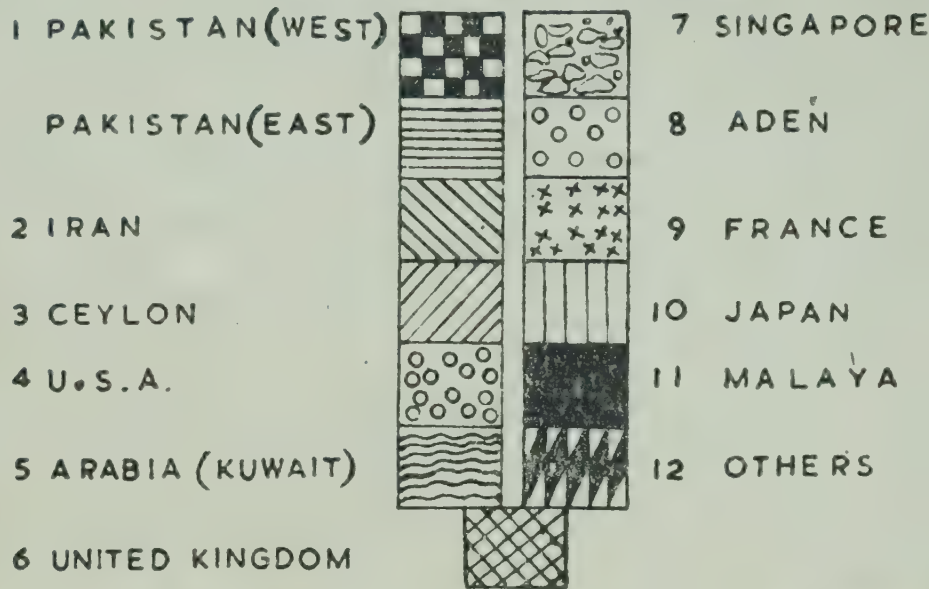 1 PAKISTAN (WEST)
PAKISTAN (EAST)
2 IRAN
3 CEYLON
4 U.S.A.
5 ARABIA (KUWAIT)
6 UNITED KINGDOM
7 SINGAPORE
8 ADEN
9 FRANCE
10 JAPAN
11 MALAYA
12 OTHERS